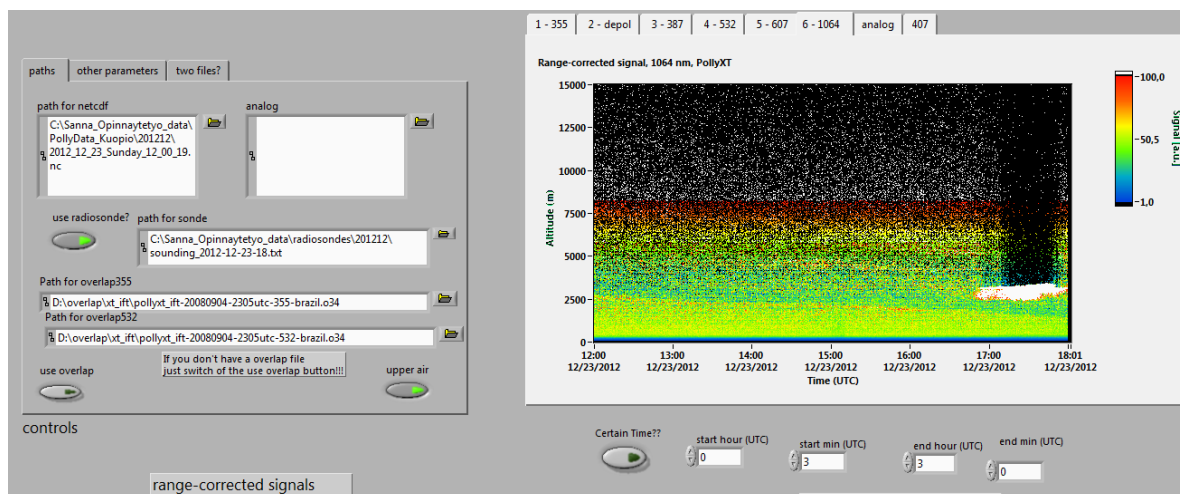 1 - 355 2 - depol 3 - 387 4 - 532 5 - 607 6 - 1064 analog 407
paths other parameters two files?
path for netcdf analog
C:\Sanna_Opinnaytetyo_data\
PollyData_Kuopio\201212\
2012_12_23_Sunday_12_00_19.
nc
use radiosonde? path for sonde
C:\Sanna_Opinnaytetyo_data\radiosondes\201212\
sounding_2012-12-23-18.txt
Path for overlap355
D:\overlap\xt_ift\pollyxt_ift-20080904-2305utc-355-brazil.o34
Path for overlap532
D:\overlap\xt_ift\pollyxt_ift-20080904-2305utc-532-brazil.o34
If you don't have a overlap file
just switch of the use overlap button!!!
use overlap upper air
controls
range-corrected signals
Range-corrected signal, 1064 nm, PollyXT
Altitude (m)
15000
12500
10000
7500
5000
2500
0
12:00 13:00 14:00 15:00 16:00 17:00 18:01
12/23/2012 12/23/2012 12/23/2012 12/23/2012 12/23/2012 12/23/2012 12/23/2012
Time (UTC)
100,0
50,5
1,0
Signal [a.u.]
Certain Time?? start hour (UTC) start min (UTC) end hour (UTC) end min (UTC)
0 3 3 0